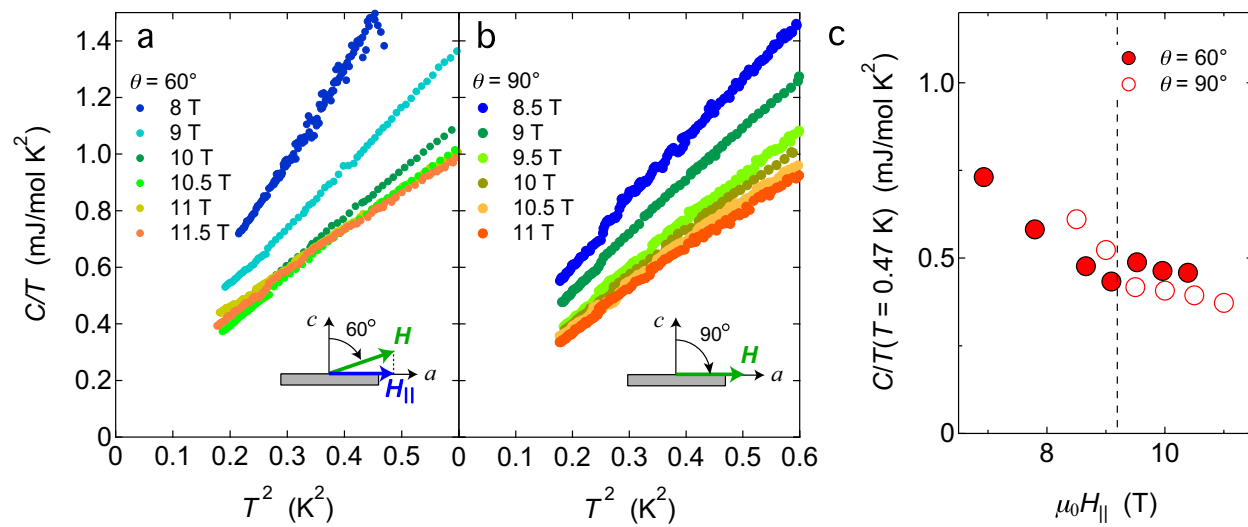 a
C/T (mJ/mol K²)
1.4
1.2
1.0
0.8
0.6
0.4
0.2
0
θ = 60°
8 T
9 T
10 T
10.5 T
11 T
11.5 T
c
60°
H
H||
a
0
0.1
0.2
0.3
0.4
0.5
T² (K²)
b
θ = 90°
8.5 T
9 T
9.5 T
10 T
10.5 T
11 T
c
90°
H
a
0
0.1
0.2
0.3
0.4
0.5
0.6
T² (K²)
c
C/T(T = 0.47 K) (mJ/mol K²)
1.0
0.5
0
θ = 60°
θ = 90°
8
10
μ₀H|| (T)